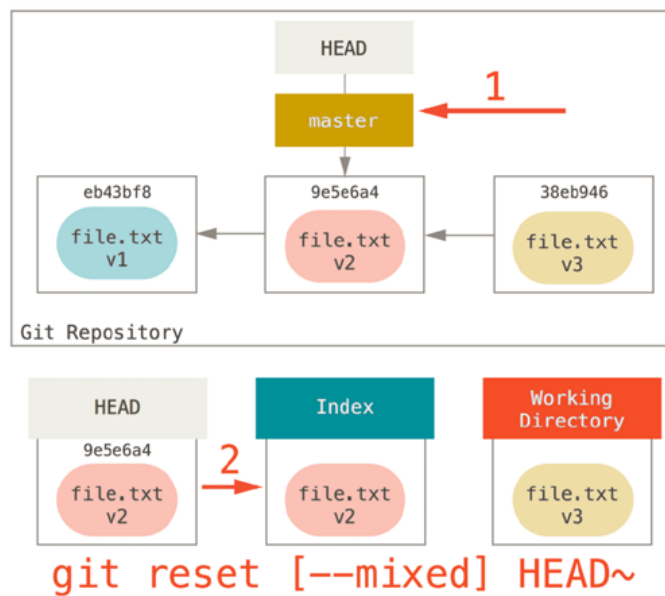 HEAD
1
master
eb43bf8
9e5e6a4
38eb946
file.txt
v1
file.txt
v2
file.txt
v3
Git Repository
HEAD
Index
Working
Directory
9e5e6a4
2
file.txt
v2
file.txt
v2
file.txt
v3
git reset [--mixed] HEAD~